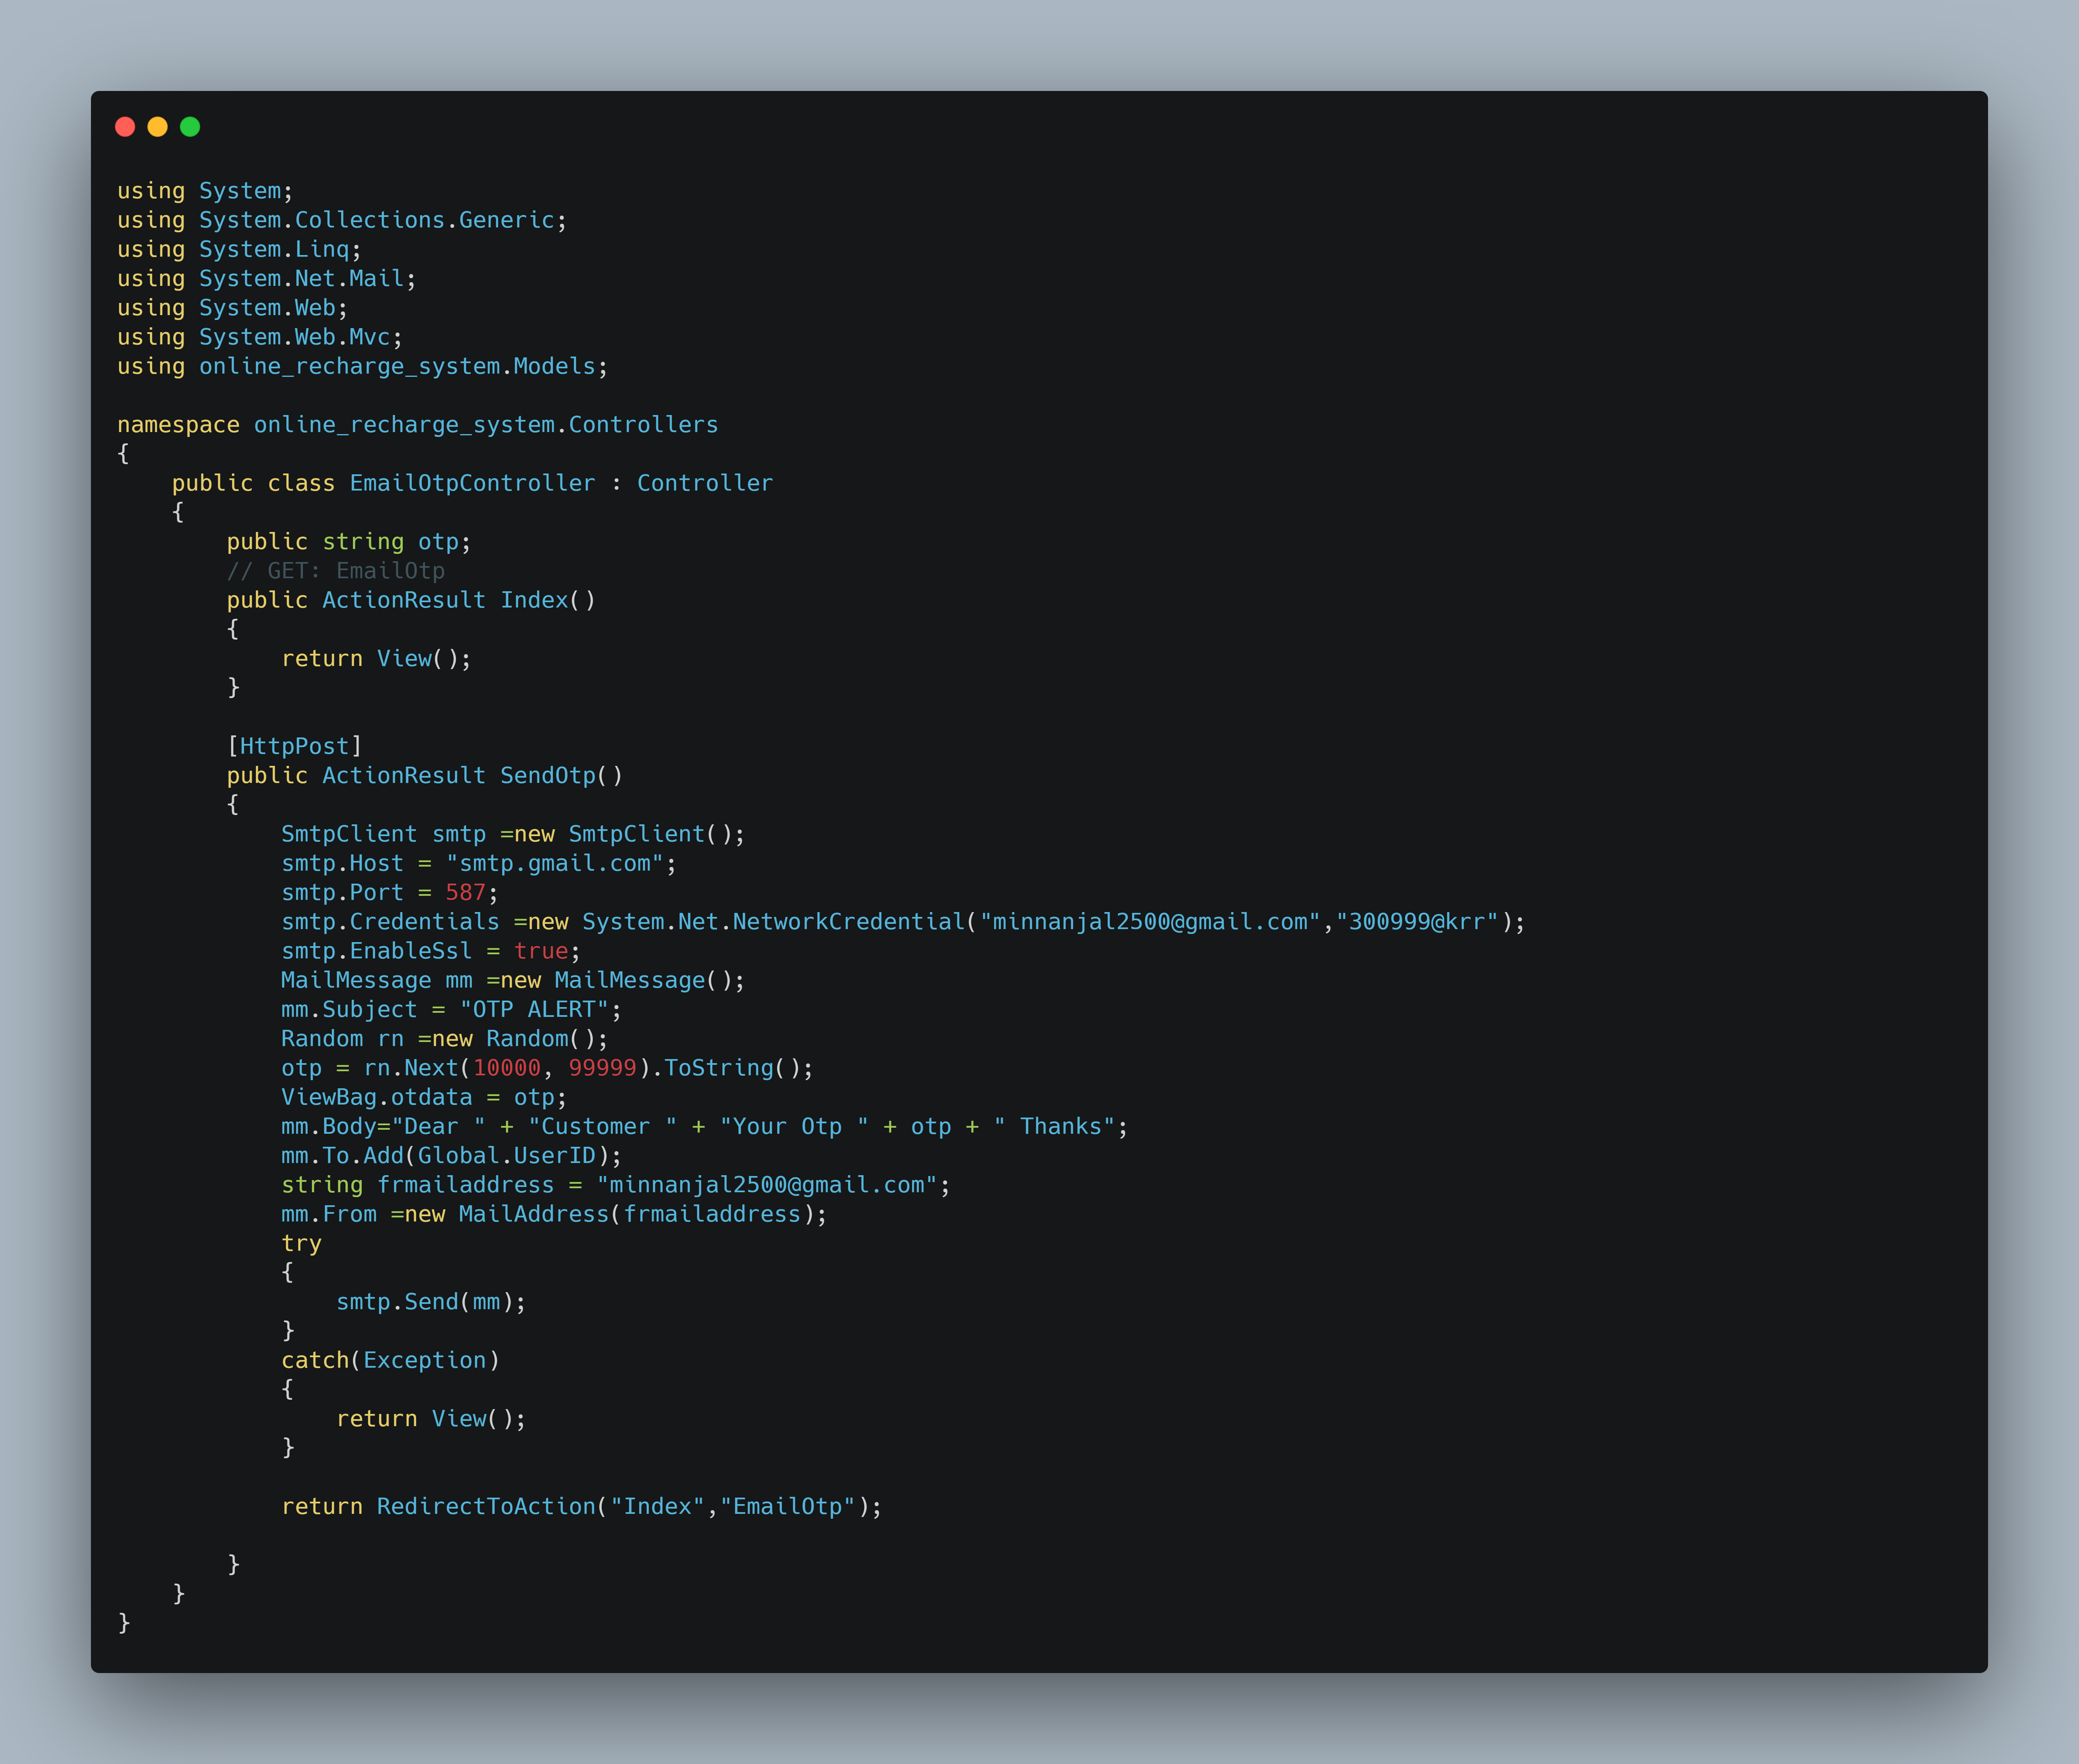 using System;
using System.Collections.Generic;
using System.Linq;
using System.Net.Mail;
using System.Web;
using System.Web.Mvc;
using online_recharge_system.Models;

namespace online_recharge_system.Controllers
{
    public class EmailOtpController : Controller
    {
        public string otp;
        // GET: EmailOtp
        public ActionResult Index()
        {
            return View();
        }

        [HttpPost]
        public ActionResult SendOtp()
        {
            SmtpClient smtp =new SmtpClient();
            smtp.Host = "smtp.gmail.com";
            smtp.Port = 587;
            smtp.Credentials =new System.Net.NetworkCredential("minnanjal2500@gmail.com","300999@krr");
            smtp.EnableSsl = true;
            MailMessage mm =new MailMessage();
            mm.Subject = "OTP ALERT";
            Random rn =new Random();
            otp = rn.Next(10000, 99999).ToString();
            ViewBag.otdata = otp;
            mm.Body="Dear " + "Customer " + "Your Otp " + otp + " Thanks";
            mm.To.Add(Global.UserID);
            string frmailaddress = "minnanjal2500@gmail.com";
            mm.From =new MailAddress(frmailaddress);
            try
            {
                smtp.Send(mm);
            }
            catch(Exception)
            {
                return View();
            }

            return RedirectToAction("Index","EmailOtp");

        }
    }
}